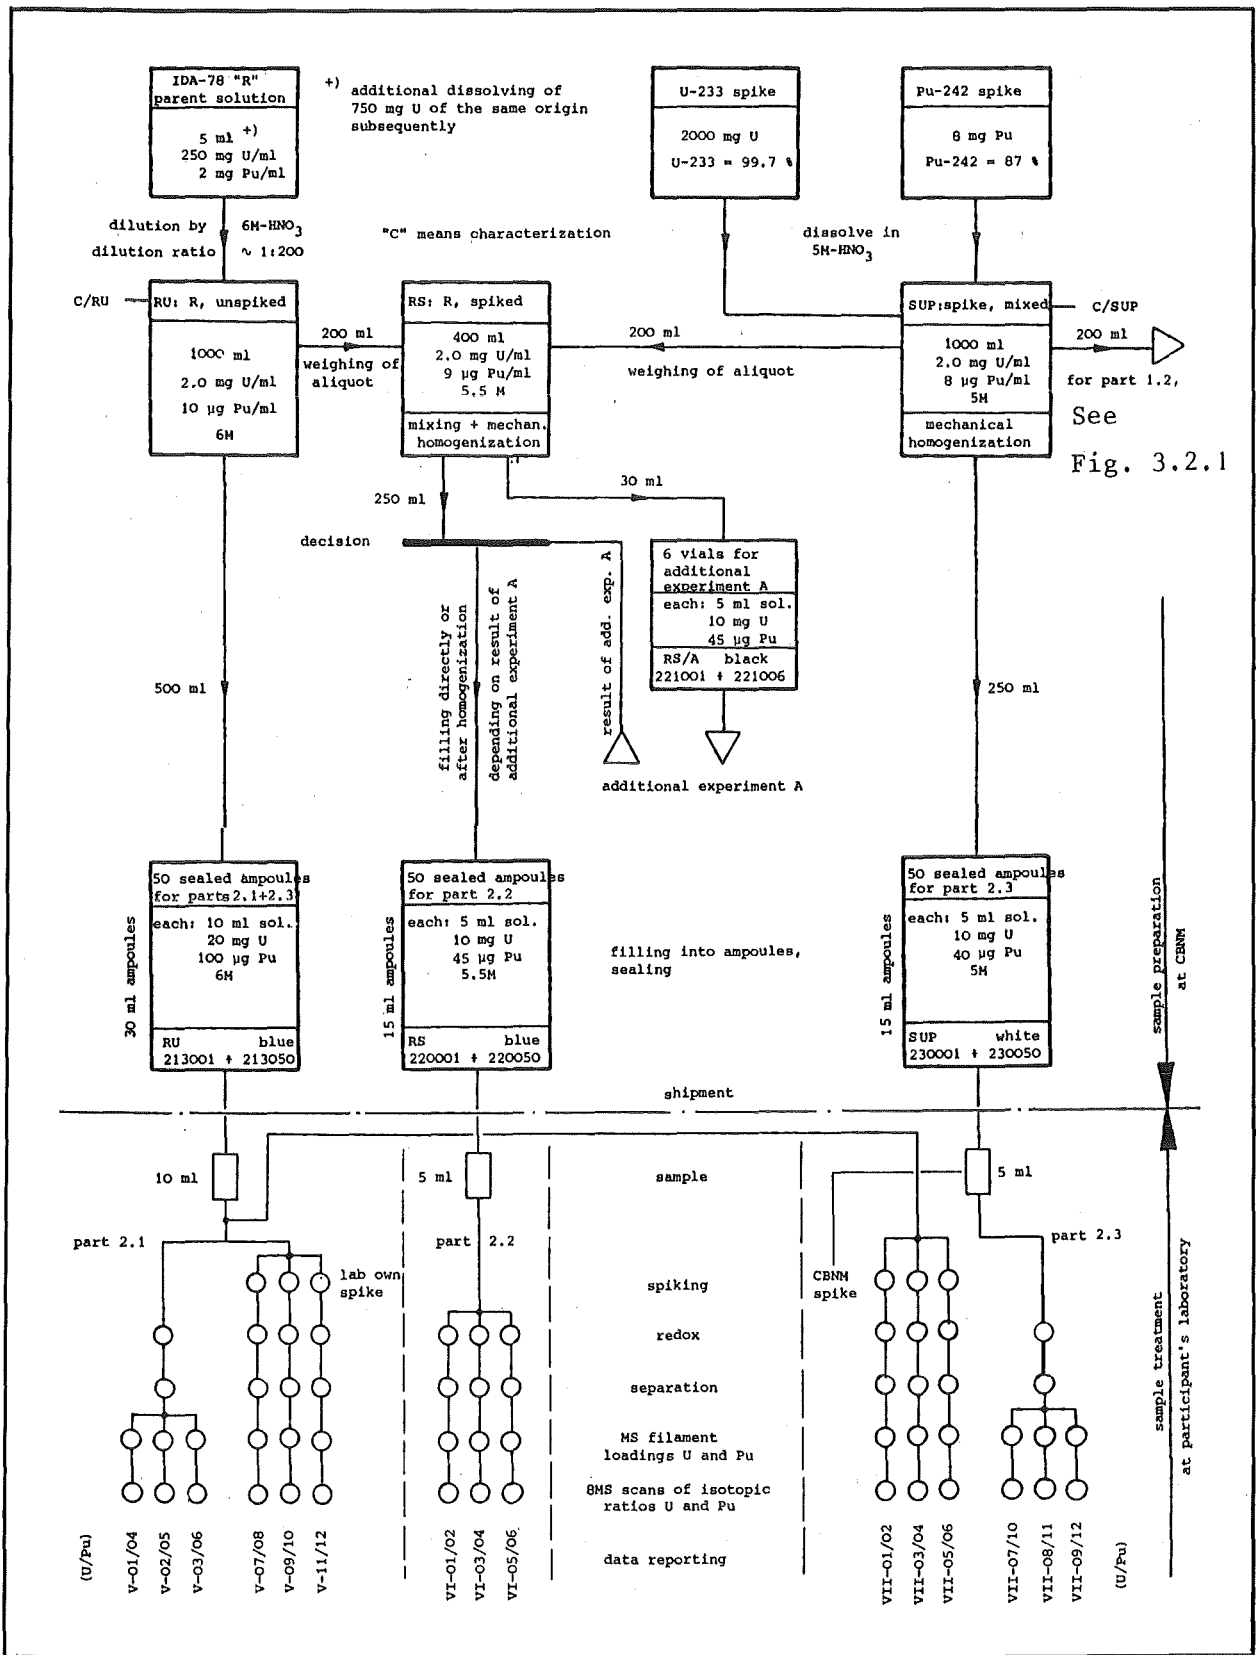 IDA-78 "R"
parent solution
5 ml +)
250 mg U/ml
2 mg Pu/ml
+) additional dissolving of
750 mg U of the same origin
subsequently
U-233 spike
2000 mg U
U-233 = 99.7 %
Pu-242 spike
8 mg Pu
Pu-242 = 87 %
dilution by 6M-HNO3
dilution ratio ~ 1:200
"C" means characterization
dissolve in
5M-HNO3
C/RU
RU: R, unspiked
1000 ml
2.0 mg U/ml
10 µg Pu/ml
6M
200 ml
weighing of
aliquot
RS: R, spiked
400 ml
2.0 mg U/ml
9 µg Pu/ml
5.5 M
mixing + mechan.
homogenization
200 ml
weighing of aliquot
SUP:spike, mixed
C/SUP
1000 ml
2.0 mg U/ml
8 µg Pu/ml
5M
mechanical
homogenization
200 ml
for part 1.2,
See
Fig. 3.2.1
250 ml
30 ml
decision
6 vials for
additional
experiment A
each: 5 ml sol.
10 mg U
45 µg Pu
RS/A black
221001 + 221006
result of add. exp. A
filling directly or
after homogenization
depending on result of
additional experiment A
500 ml
250 ml
additional experiment A
50 sealed ampoules
for parts 2.1+2.3
each: 10 ml sol.
20 mg U
100 µg Pu
6M
RU blue
213001 + 213050
30 ml ampoules
50 sealed ampoules
for part 2.2
each: 5 ml sol.
10 mg U
45 µg Pu
5.5M
RS blue
220001 + 220050
15 ml ampoules
filling into ampoules,
sealing
50 sealed ampoules
for part 2.3
each: 5 ml sol.
10 mg U
40 µg Pu
5M
SUP white
230001 + 230050
15 ml ampoules
sample preparation
at CBNM
shipment
10 ml
5 ml
sample
5 ml
part 2.1
part 2.2
part 2.3
lab own
spike
spiking
CBNM
spike
redox
separation
MS filament
loadings U and Pu
8MS scans of isotopic
ratios U and Pu
data reporting
sample treatment
at participant's laboratory
(U/Pu)
V-01/04
V-02/05
V-03/06
V-07/08
V-09/10
V-11/12
VI-01/02
VI-03/04
VI-05/06
VII-01/02
VII-03/04
VII-05/06
VII-07/10
VII-08/11
VII-09/12
(U/Pu)